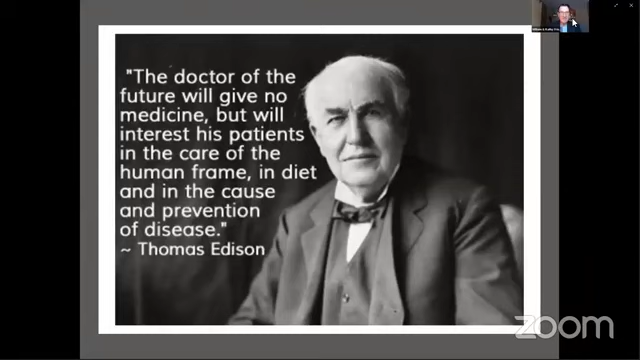 "The doctor of the
future will give no
medicine, but will
interest his patients
in the care of the
human frame, in diet
and in the cause
and prevention
of disease."
~ Thomas Edison
zoom